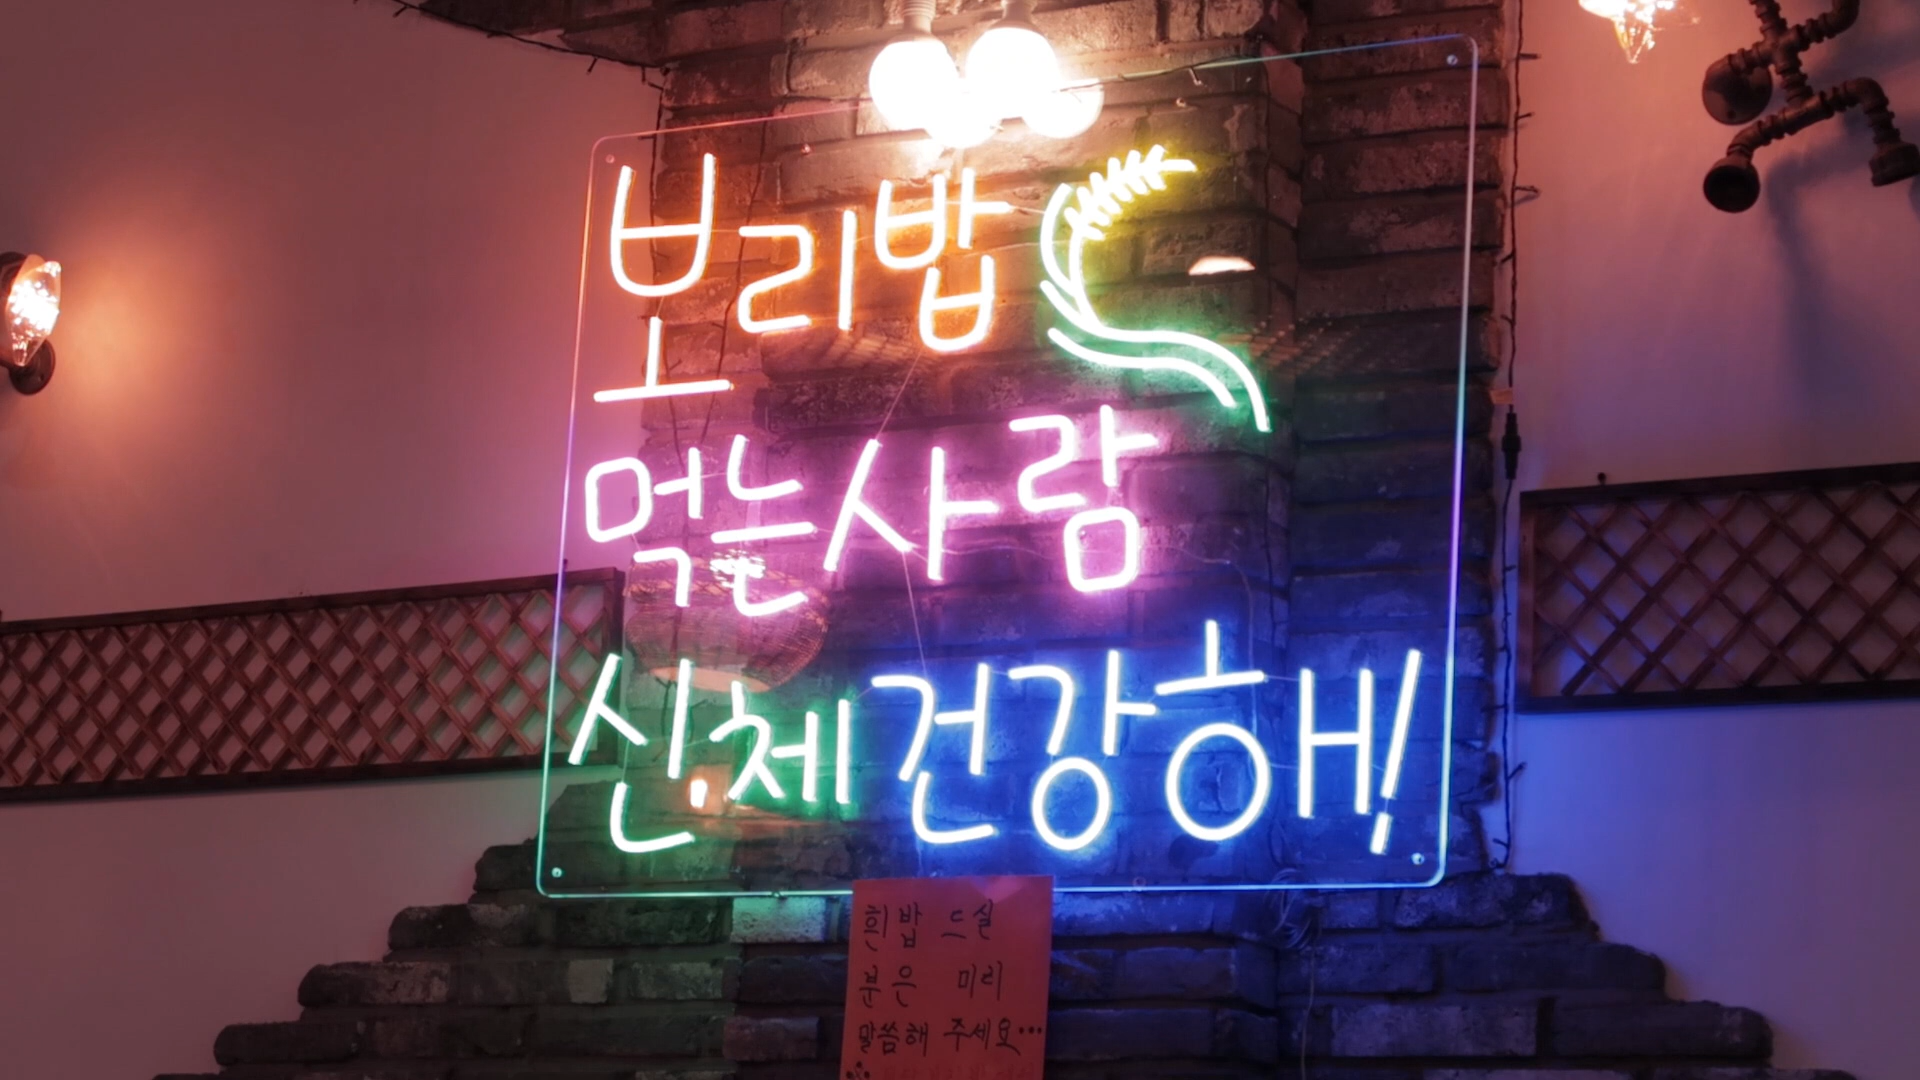 보리밥
먹는사람
신체건강해!
흰밥 드실
분은 미리
말씀해 주세요...